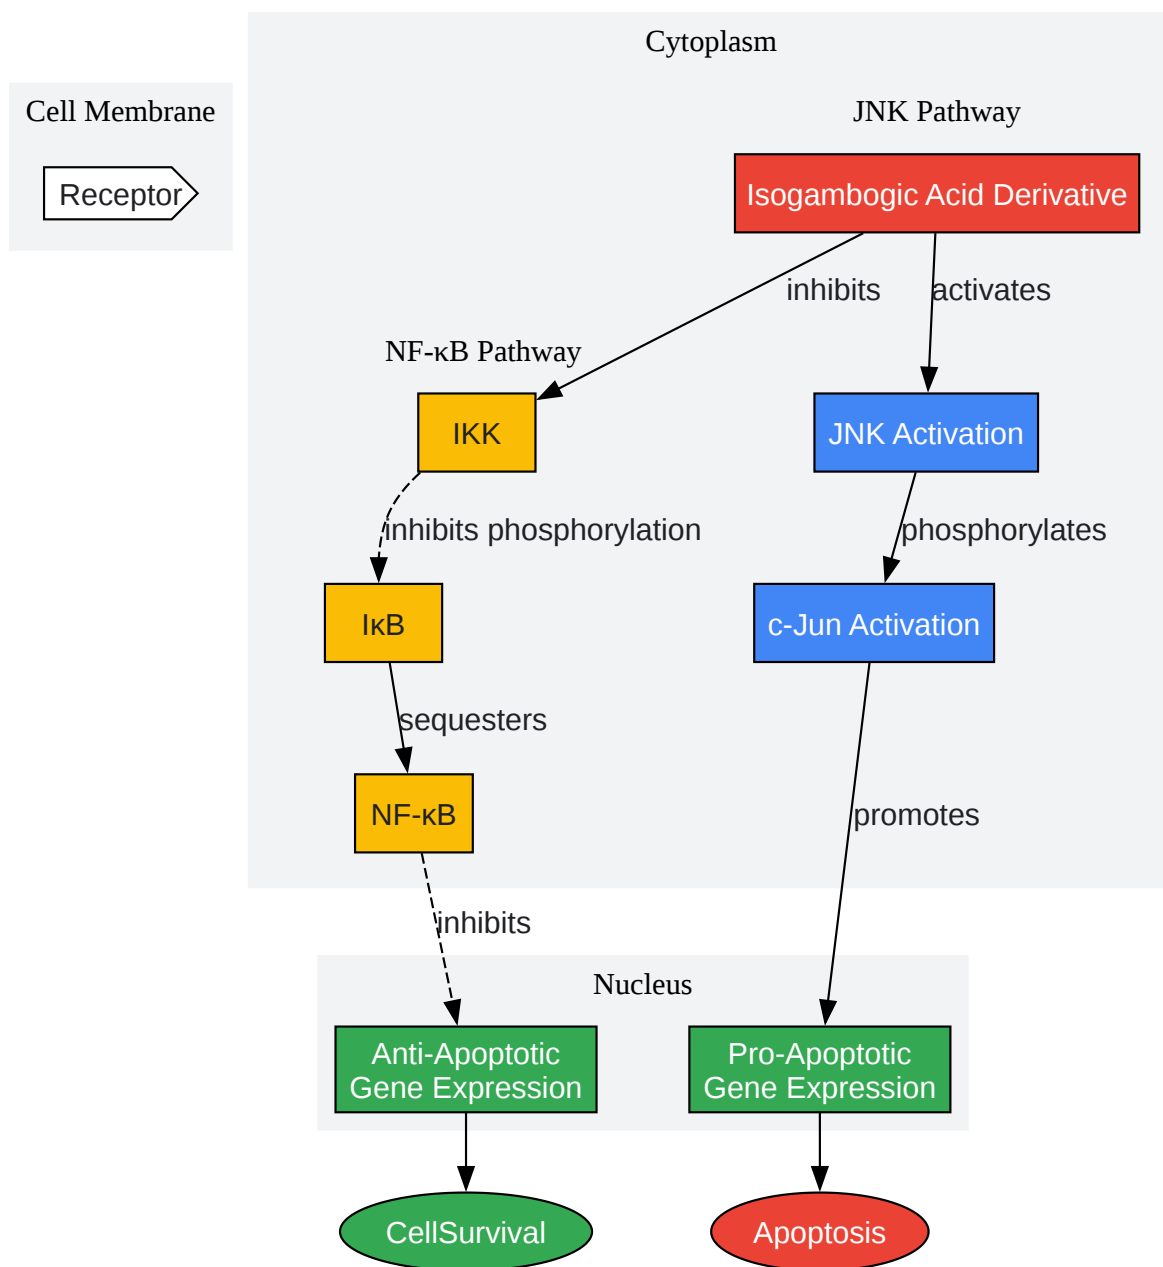 Cytoplasm
Cell Membrane
JNK Pathway
Receptor
Isogambogic Acid Derivative
inhibits
activates
NF-κB Pathway
IKK
JNK Activation
inhibits phosphorylation
phosphorylates
IκB
c-Jun Activation
sequesters
NF-κB
promotes
inhibits
Nucleus
Anti-Apoptotic
Gene Expression
Pro-Apoptotic
Gene Expression
CellSurvival
Apoptosis